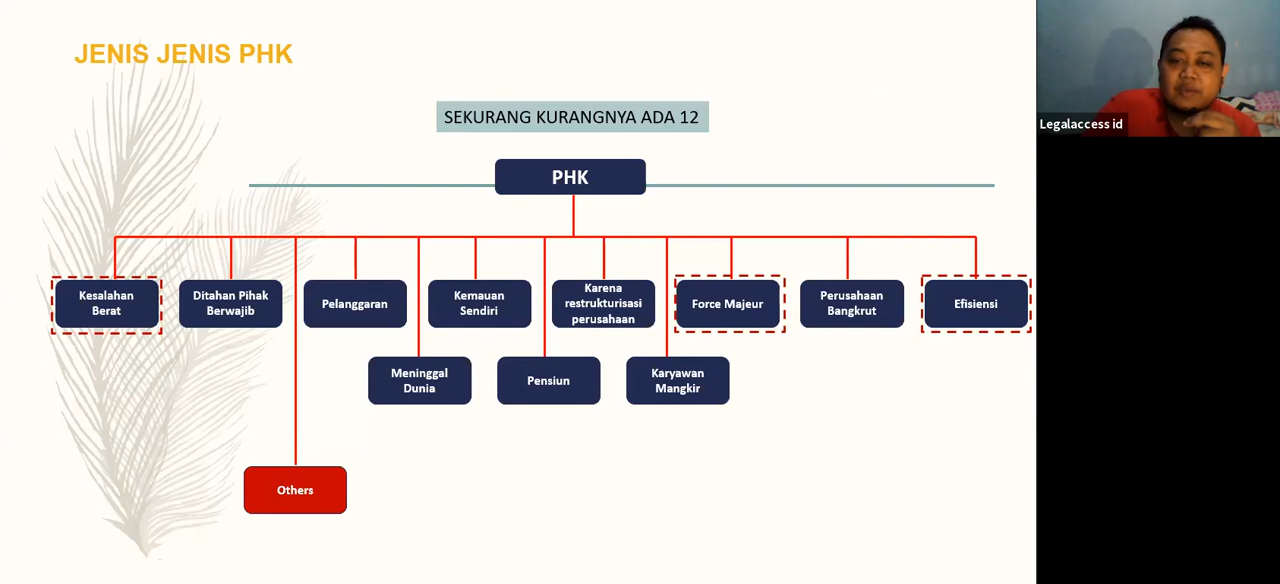 JENIS JENIS PHK
SEKURANG KURANGNYA ADA 12
PHK
Kesalahan
Berat
Ditahan Pihak
Berwajib
Pelanggaran
Kemauan
Sendiri
Karena
restrukturisasi
perusahaan
Force Majeur
Perusahaan
Bangkrut
Efisiensi
Meninggal
Dunia
Pensiun
Karyawan
Mangkir
Others
Legalaccess id